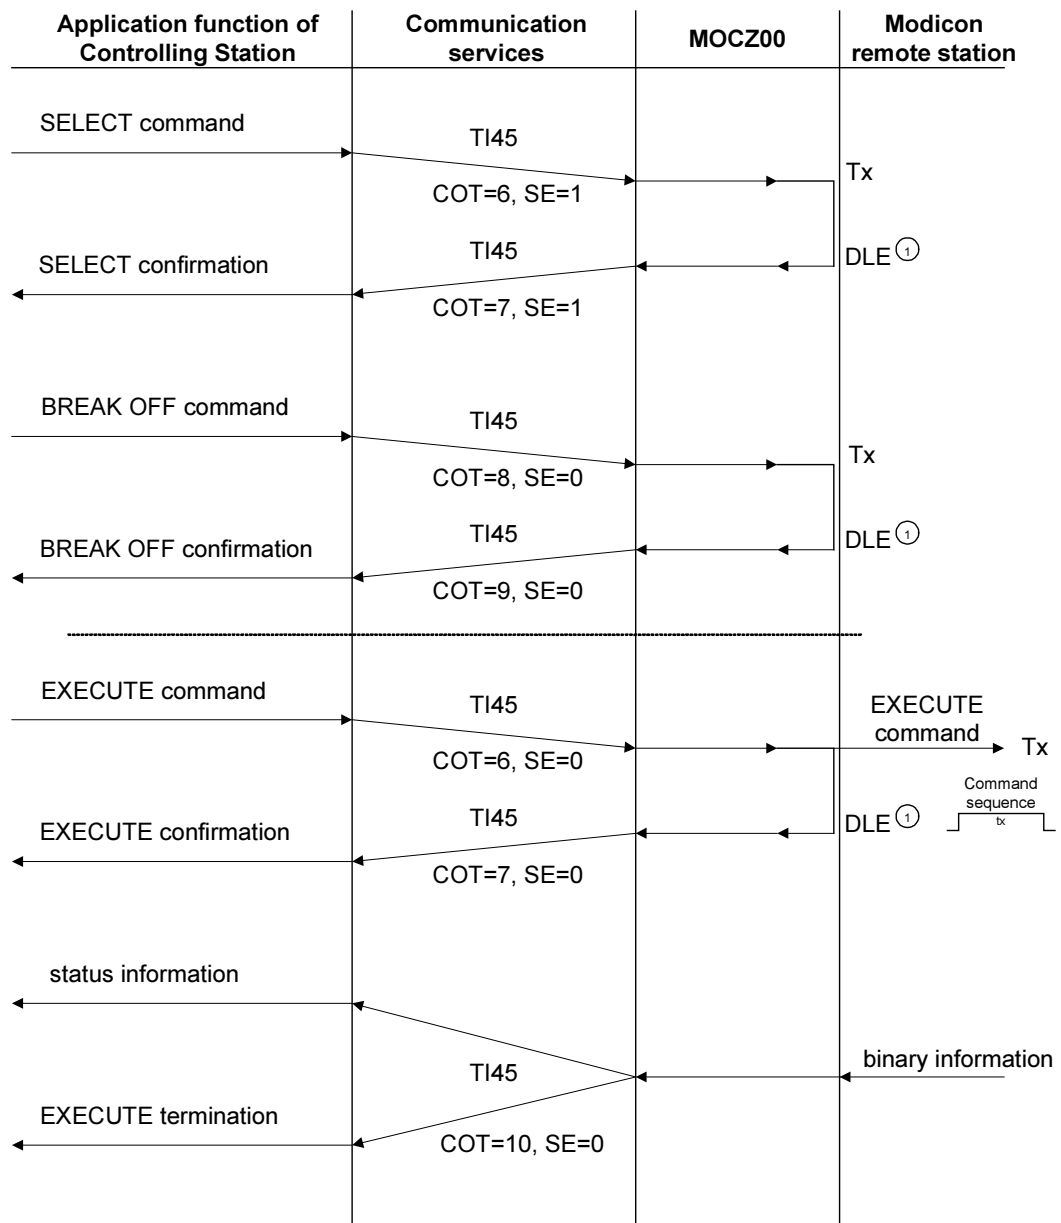 Application function of
Controlling Station
Communication
services
MOCZ00
Modicon
remote station
SELECT command
TI45
COT=6, SE=1
Tx
TI45
SELECT confirmation
DLE 1
COT=7, SE=1
BREAK OFF command
TI45
Tx
COT=8, SE=0
TI45
BREAK OFF confirmation
DLE 1
COT=9, SE=0
EXECUTE command
TI45
EXECUTE
command
Tx
COT=6, SE=0
Command
sequence
tx
TI45
EXECUTE confirmation
DLE 1
COT=7, SE=0
status information
binary information
TI45
EXECUTE termination
COT=10, SE=0